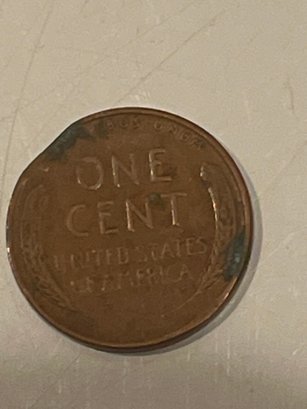 ONE
CENT
UNITED STATES
OF AMERICA